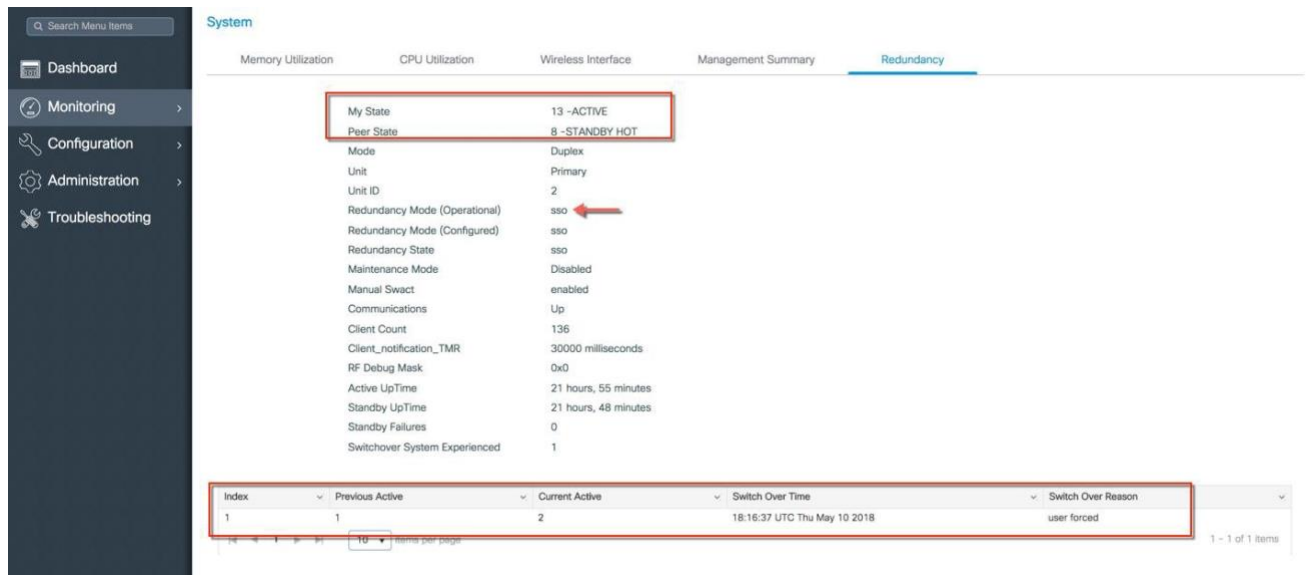 Search Menu Items
Dashboard
Monitoring
Configuration
Administration
Troubleshooting
System
Memory Utilization CPU Utilization Wireless Interface Management Summary Redundancy
My State 13 -ACTIVE
Peer State 8 -STANDBY HOT
Mode Duplex
Unit Primary
Unit ID 2
Redundancy Mode (Operational) sso
Redundancy Mode (Configured) sso
Redundancy State sso
Maintenance Mode Disabled
Manual Swact enabled
Communications Up
Client Count 136
Client_notification_TMR 30000 milliseconds
RF Debug Mask 0x0
Active UpTime 21 hours, 55 minutes
Standby UpTime 21 hours, 48 minutes
Standby Failures 0
Switchover System Experienced 1
Index Previous Active Current Active Switch Over Time Switch Over Reason
1 1 2 18:16:37 UTC Thu May 10 2018 user forced
1 10 items per page 1 - 1 of 1 items